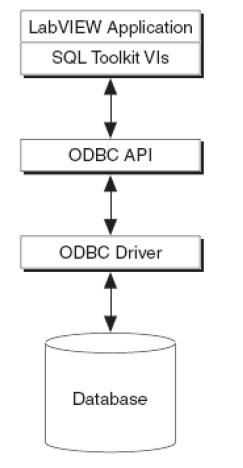 LabVIEW Application
SQL Toolkit VIs
ODBC API
ODBC Driver
Database